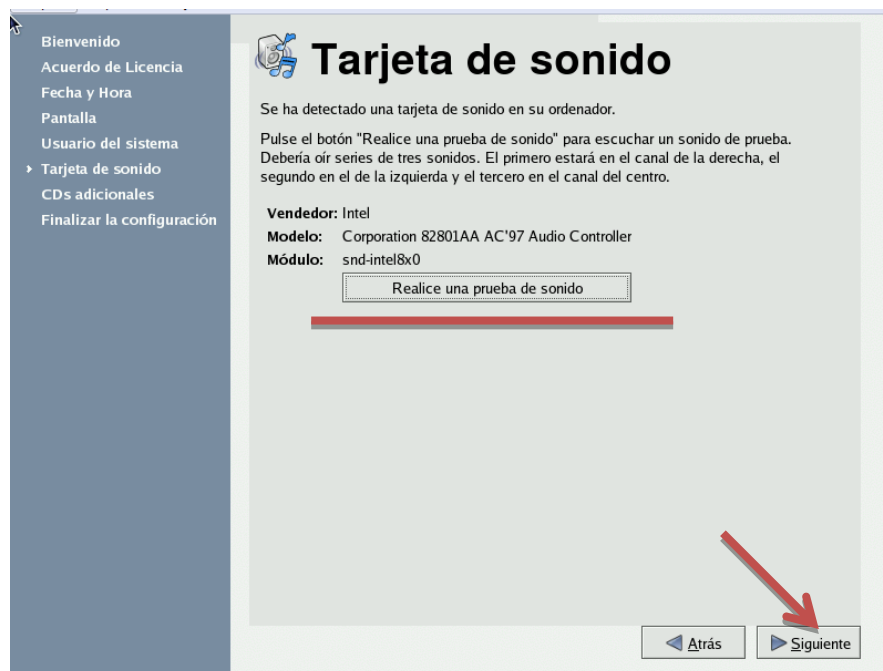 Bienvenido
Acuerdo de Licencia
Fecha y Hora
Pantalla
Usuario del sistema
Tarjeta de sonido
CDs adicionales
Finalizar la configuración
Tarjeta de sonido
Se ha detectado una tarjeta de sonido en su ordenador.
Pulse el botón "Realice una prueba de sonido" para escuchar un sonido de prueba.
Debería oír series de tres sonidos. El primero estará en el canal de la derecha, el
segundo en el de la izquierda y el tercero en el canal del centro.
Vendedor: Intel
Modelo: Corporation 82801AA AC'97 Audio Controller
Módulo: snd-intel8x0
Realice una prueba de sonido
Atrás
Siguiente